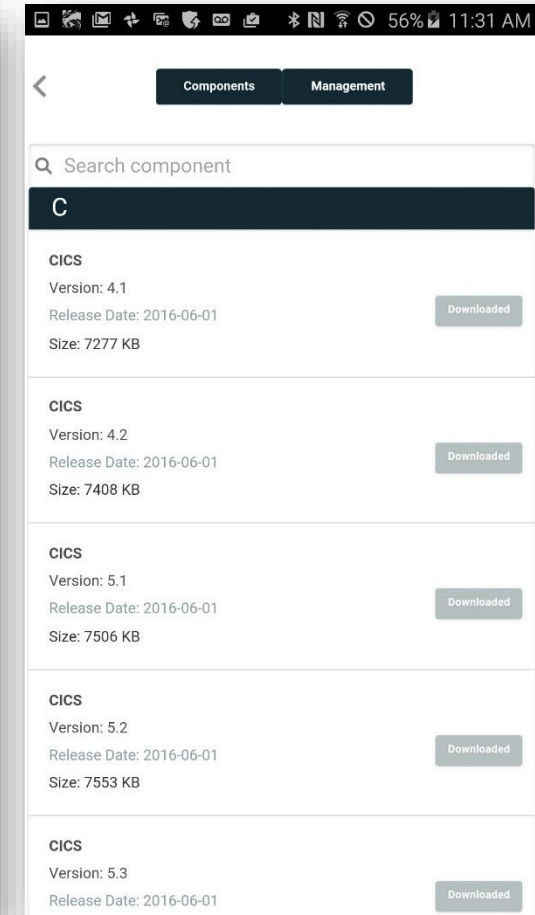 56% 11:31 AM
Components Management
Search component
C
CICS
Version: 4.1
Release Date: 2016-06-01
Size: 7277 KB
Downloaded
CICS
Version: 4.2
Release Date: 2016-06-01
Size: 7408 KB
Downloaded
CICS
Version: 5.1
Release Date: 2016-06-01
Size: 7506 KB
Downloaded
CICS
Version: 5.2
Release Date: 2016-06-01
Size: 7553 KB
Downloaded
CICS
Version: 5.3
Release Date: 2016-06-01
Downloaded